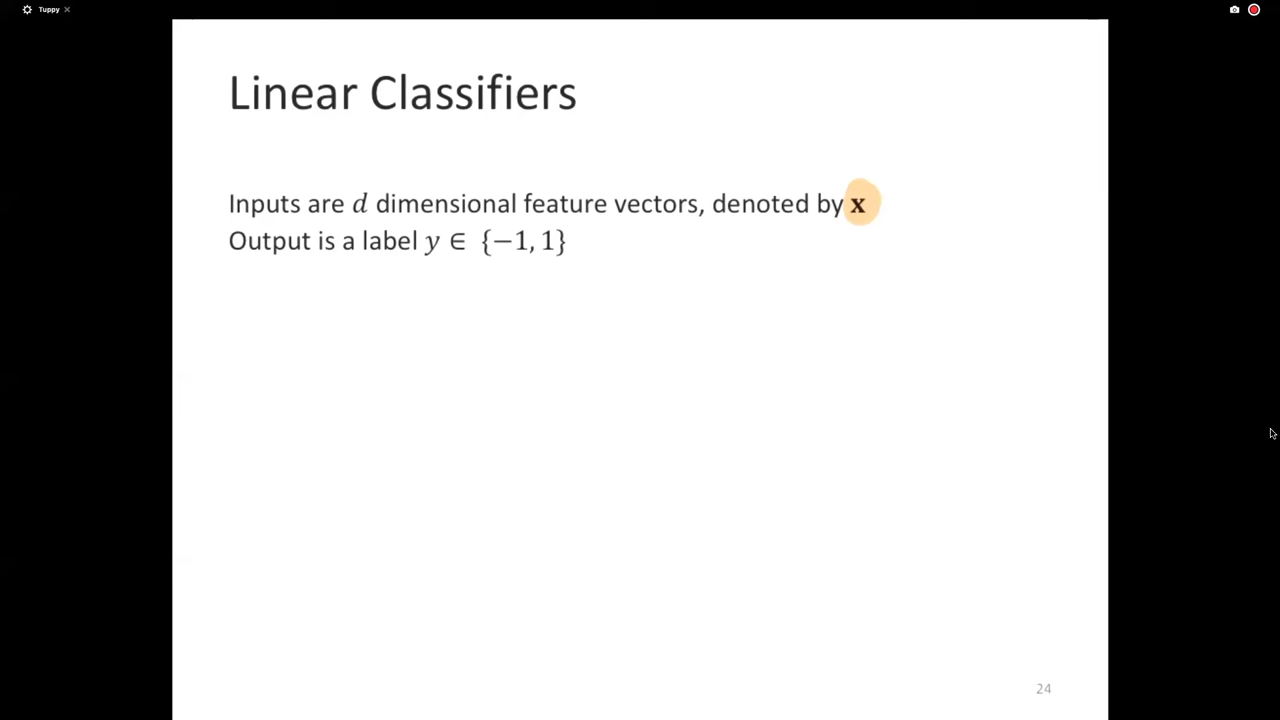 Tuppy
Linear Classifiers
Inputs are d dimensional feature vectors, denoted by x
Output is a label y ∈ {−1, 1}
24